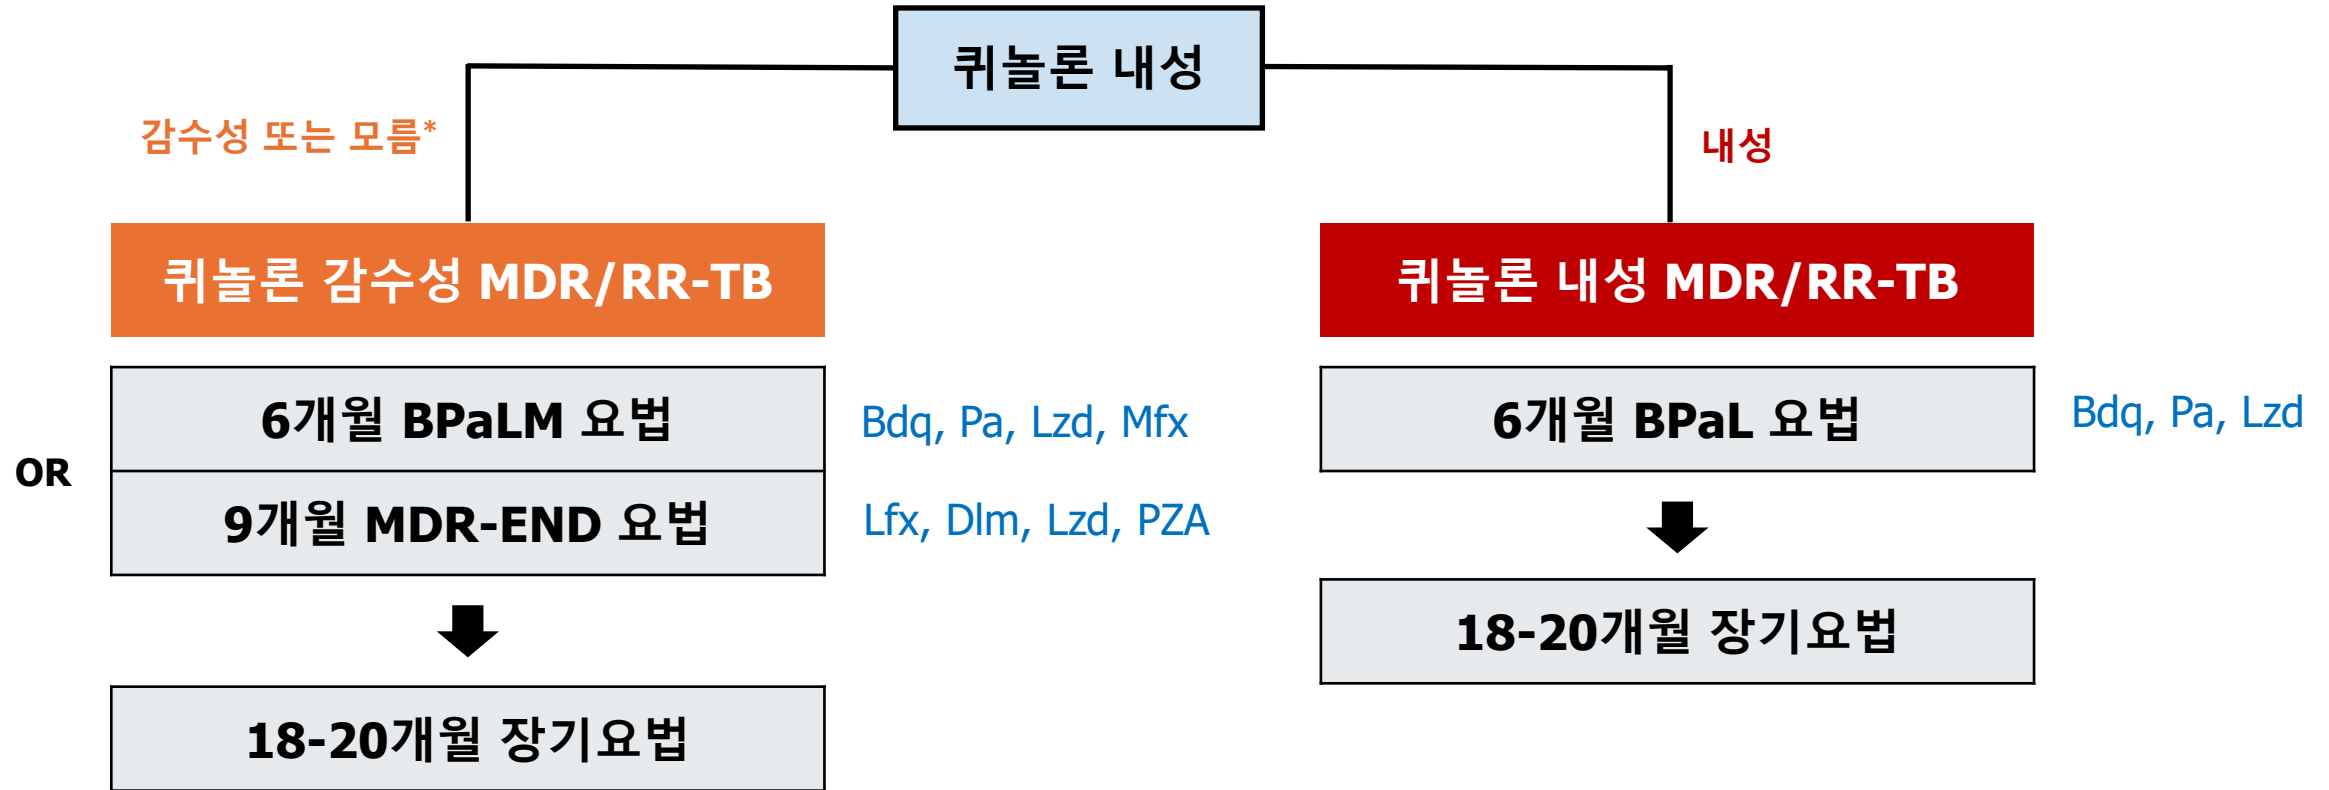 퀴놀론 내성
감수성 또는 모름*
내성
퀴놀론 감수성 MDR/RR-TB
퀴놀론 내성 MDR/RR-TB
OR
6개월 BPaLM 요법
Bdq, Pa, Lzd, Mfx
9개월 MDR-END 요법
Lfx, Dlm, Lzd, PZA
18-20개월 장기요법
6개월 BPaL 요법
Bdq, Pa, Lzd
18-20개월 장기요법